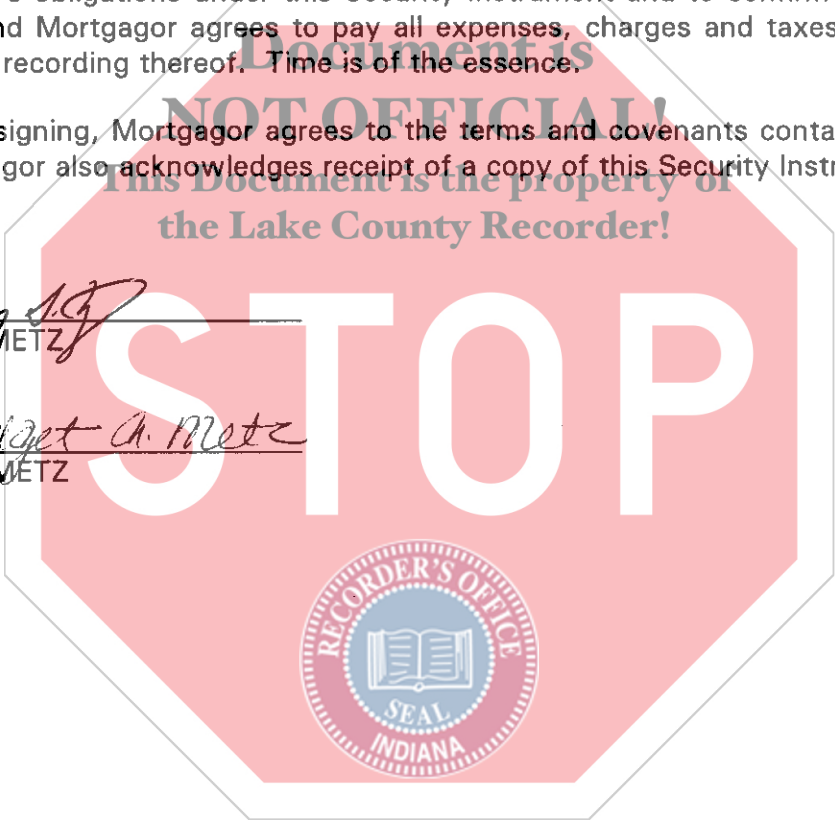 obligations under this Security Instrument and to confirm
nd Mortgagor agrees to pay all expenses, charges and taxes
recording thereof. Time is of the essence.
Document is
NOT OFFICIAL!
signing, Mortgagor agrees to the terms and covenants conta
gor also acknowledges receipt of a copy of this Security Instr
This Document is the property of
the Lake County Recorder!
STOP
METZ
get A. Metz
METZ
RECORDER'S OFFICE
SEAL
INDIANA